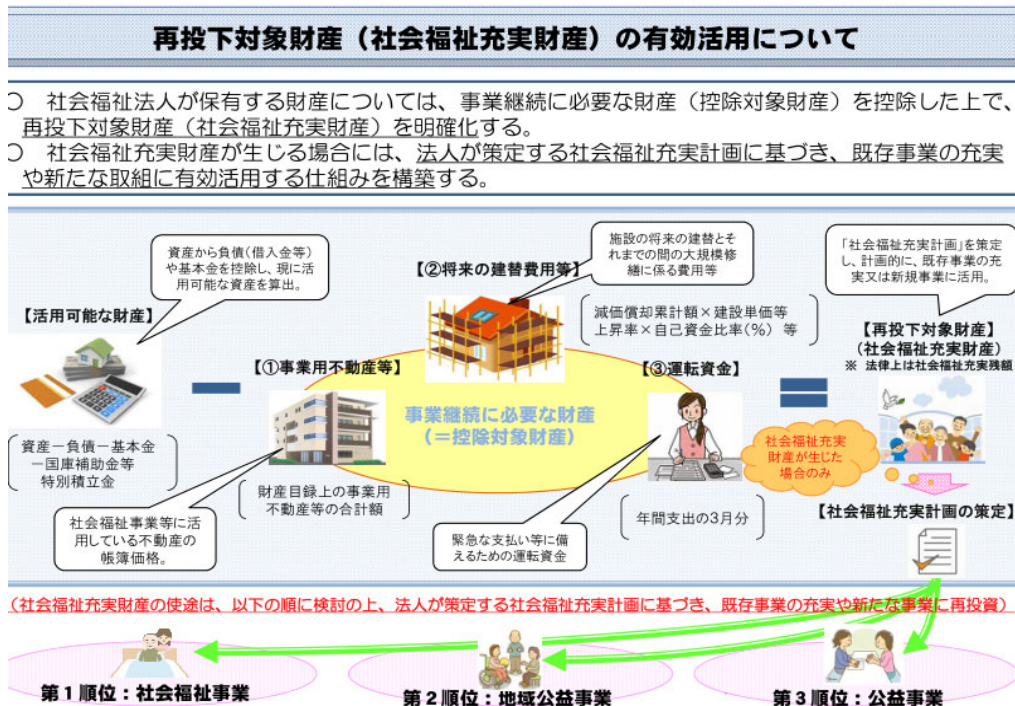 再投下対象財産（社会福祉充実財産）の有効活用について
○　社会福祉法人が保有する財産については、事業継続に必要な財産（控除対象財産）を控除した上で、
再投下対象財産（社会福祉充実財産）を明確化する。
○　社会福祉充実財産が生じる場合には、法人が策定する社会福祉充実計画に基づき、既存事業の充実
や新たな取組に有効活用する仕組みを構築する。
資産から負債（借入金等）
や基本金を控除し、現に活
用可能な資産を算出。
【活用可能な財産】
資産－負債－基本金
－国庫補助金等
特別積立金
【①事業用不動産等】
財産目録上の事業用
不動産等の合計額
社会福祉事業等に活
用している不動産の
帳簿価格。
【②将来の建替費用等】
施設の将来の建替とそ
れまでの間の大規模修
繕に係る費用等
減価償却累計額×建設単価等
上昇率×自己資金比率（%）　等
事業継続に必要な財産
（＝控除対象財産）
【③運転資金】
年間支出の3月分
緊急な支払い等に備
えるための運転資金
「社会福祉充実計画」を策定
し、計画的に、既存事業の充
実又は新規事業に活用。
【再投下対象財産】
（社会福祉充実財産）
※　法律上は社会福祉充実残額
社会福祉充実
財産が生じた
場合のみ
【社会福祉充実計画の策定】
（社会福祉充実財産の使途は、以下の順に検討の上、法人が策定する社会福祉充実計画に基づき、既存事業の充実や新たな事業に再投資）
第１順位：社会福祉事業
第２順位：地域公益事業
第３順位：公益事業